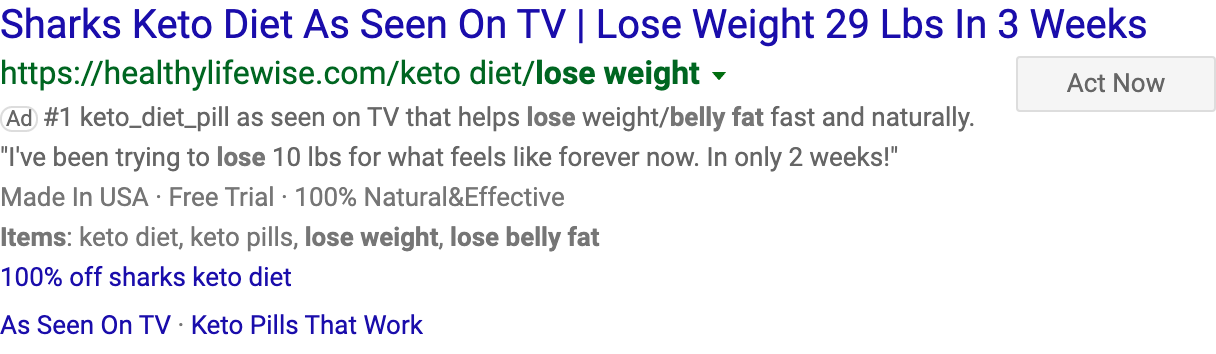 Sharks Keto Diet As Seen On TV | Lose Weight 29 Lbs In 3 Weeks
https://healthylifewise.com/keto diet/lose weight
Act Now
Ad #1 keto_diet_pill as seen on TV that helps lose weight/belly fat fast and naturally.
"I've been trying to lose 10 lbs for what feels like forever now. In only 2 weeks!"
Made In USA · Free Trial · 100% Natural&Effective
Items: keto diet, keto pills, lose weight, lose belly fat
100% off sharks keto diet
As Seen On TV · Keto Pills That Work